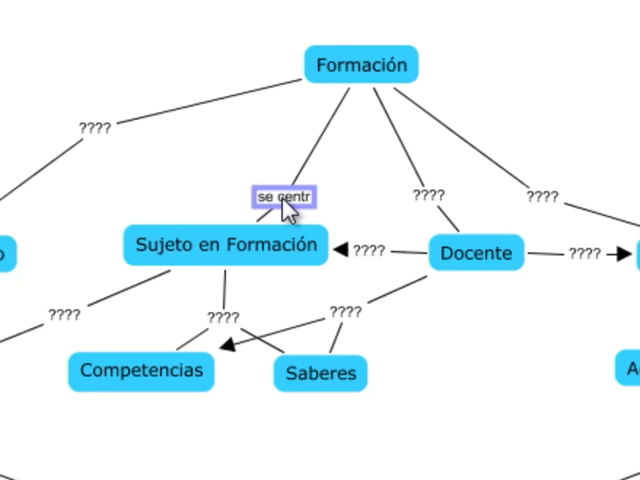 Formación
????
se centr
????
????
o
Sujeto en Formación
????
Docente
????
????
????
????
Competencias
Saberes
A